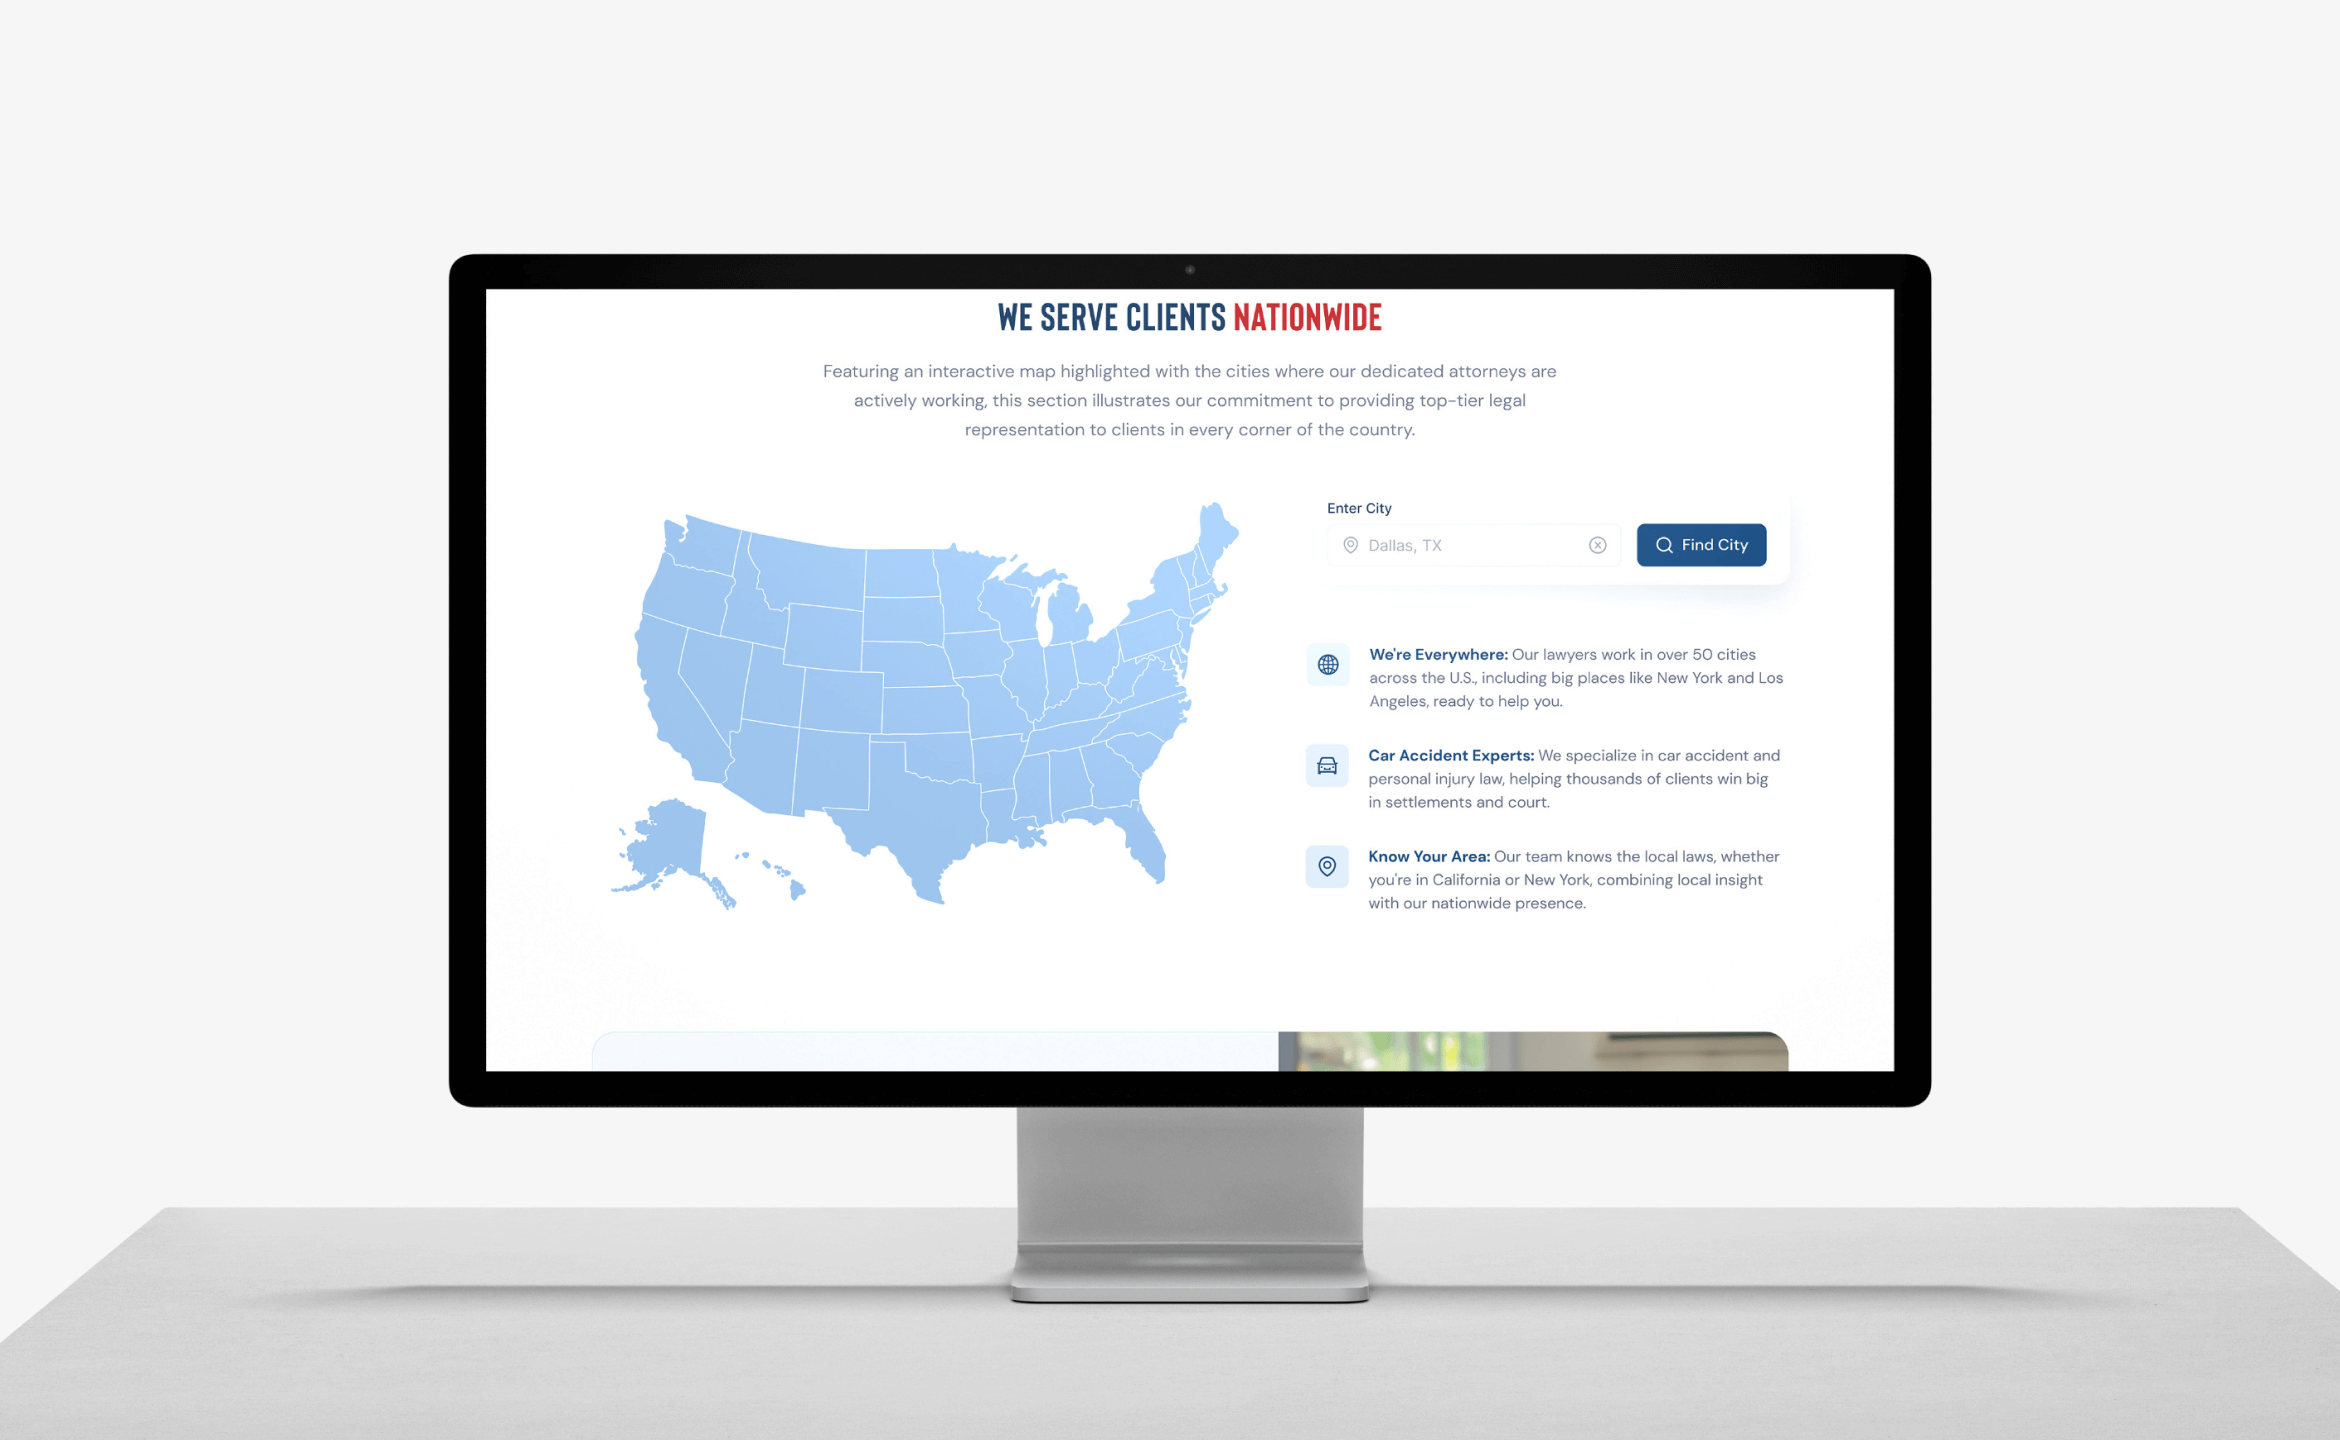 WE SERVE CLIENTS NATIONWIDE
Featuring an interactive map highlighted with the cities where our dedicated attorneys are
actively working, this section illustrates our commitment to providing top-tier legal
representation to clients in every corner of the country.
Enter City
Dallas, TX
Find City
We're Everywhere: Our lawyers work in over 50 cities
across the U.S., including big places like New York and Los
Angeles, ready to help you.
Car Accident Experts: We specialize in car accident and
personal injury law, helping thousands of clients win big
in settlements and court.
Know Your Area: Our team knows the local laws, whether
you're in California or New York, combining local insight
with our nationwide presence.